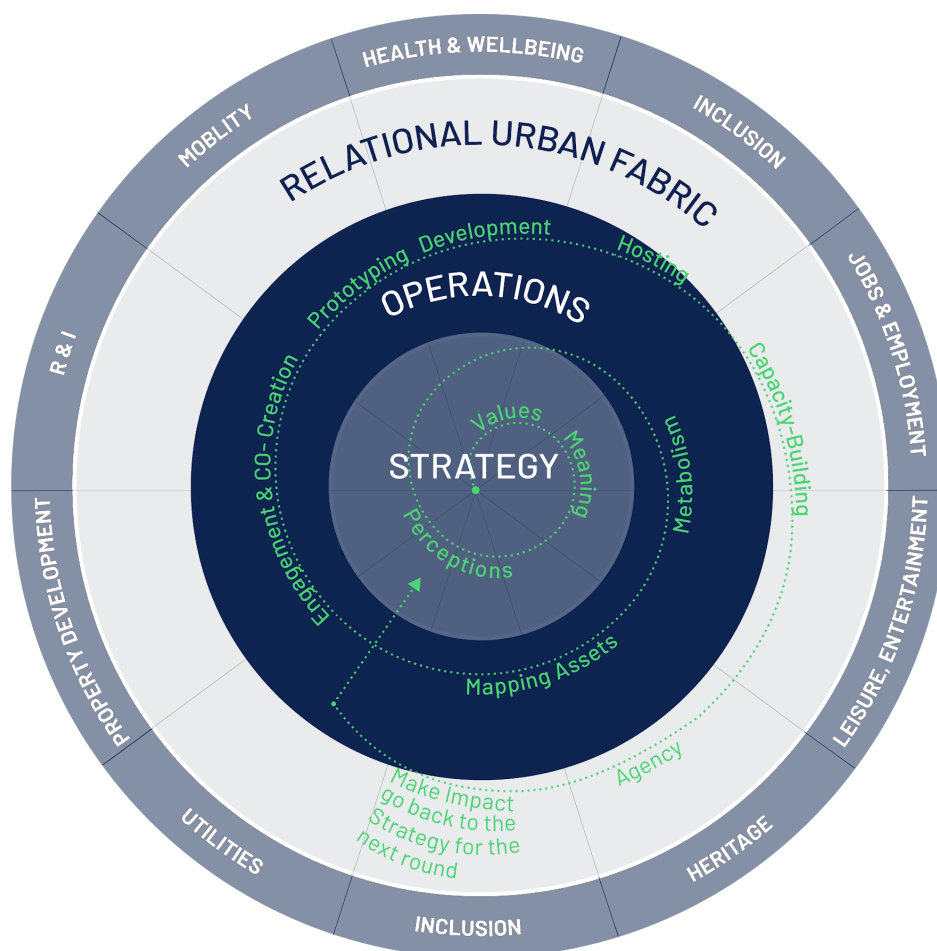 HEALTH & WELLBEING
INCLUSION
JOBS & EMPLOYMENT
LEISURE, ENTERTAINMENT
HERITAGE
INCLUSION
UTILITIES
PROPERTY DEVELOPMENT
R & I
MOBLITY
RELATIONAL URBAN FABRIC
OPERATIONS
STRATEGY
Values
Meaning
Perceptions
Metabolism
Mapping Assets
Engagement & CO- Creation
Prototyping
Development
Hosting
Capacity-Building
Agency
Make Impact
go back to the
Strategy for the
next round